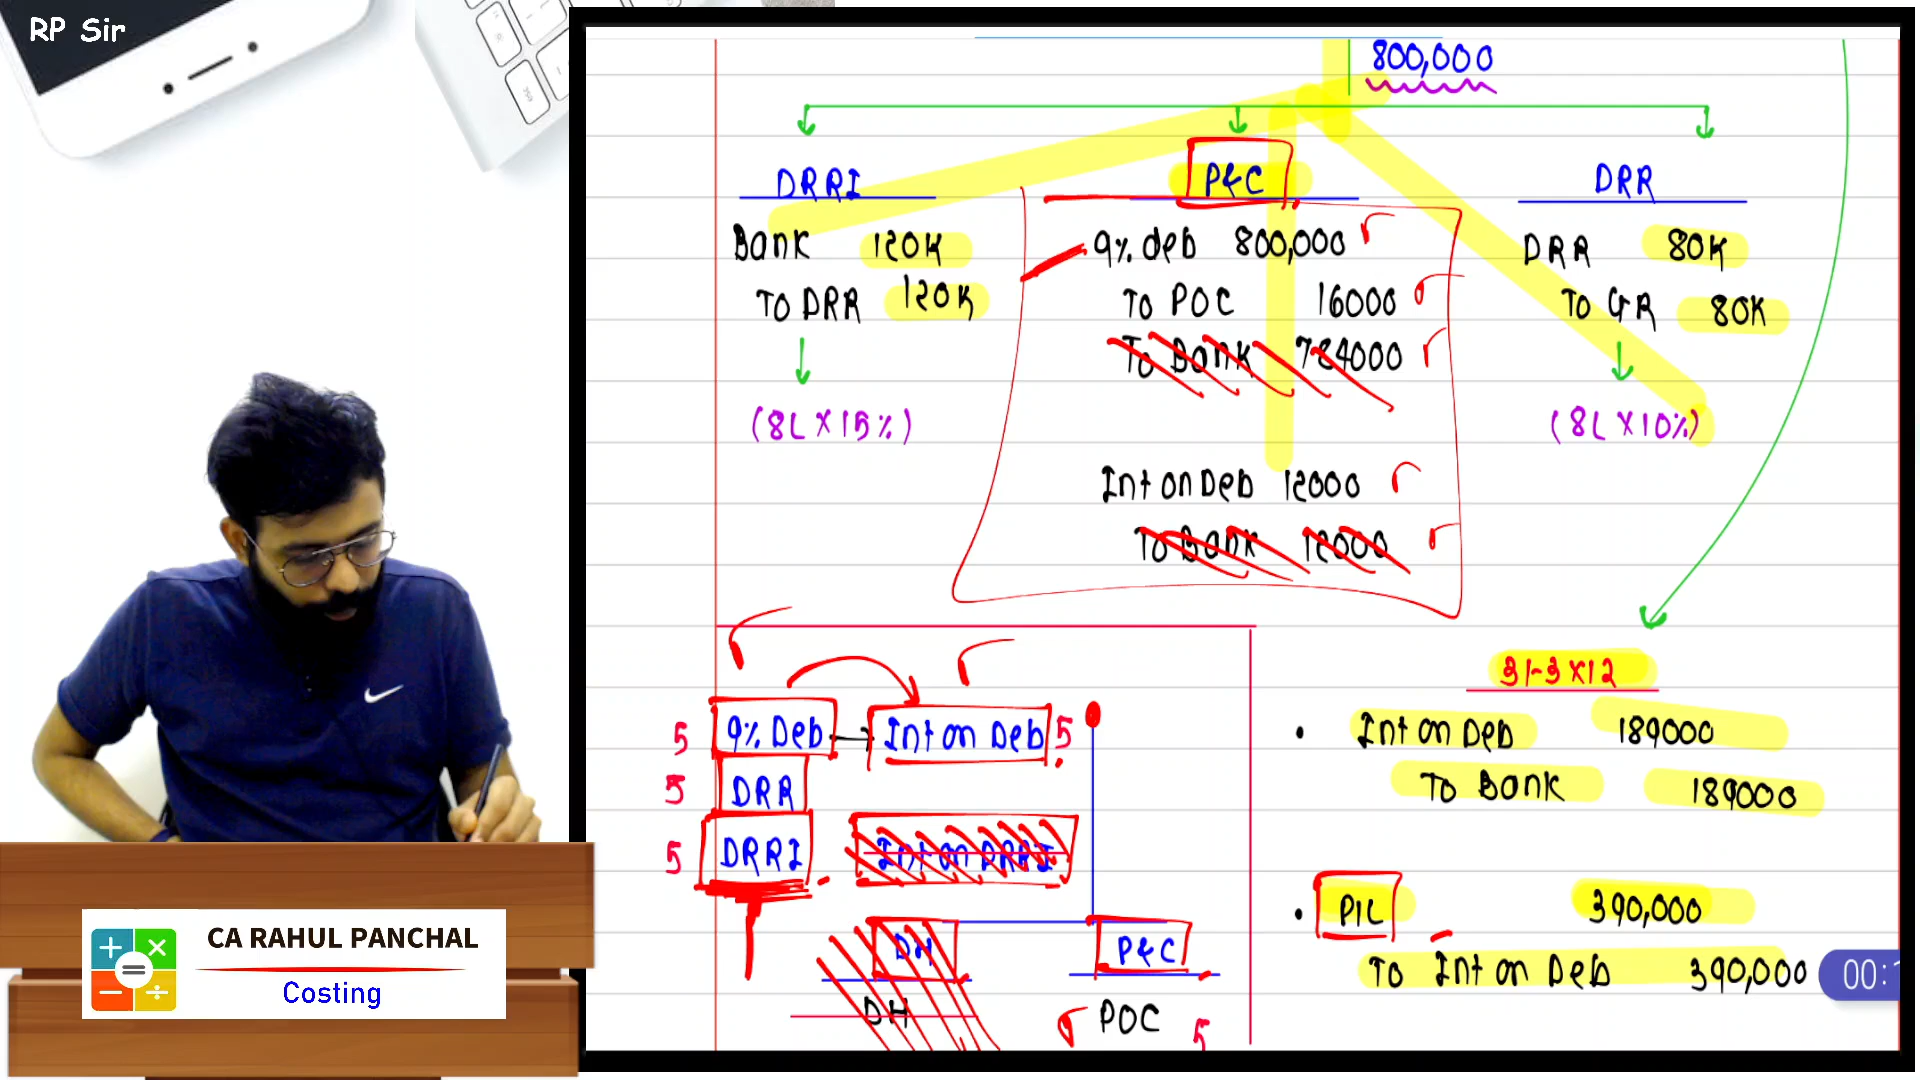 RP Sir
800,000
DRRI
P&C
DRR
Bank 120K
To DRR 120K
(8L X 15%)
9% deb 800,000
To POC 16000
To Bank 784000
Int on Deb 12000
To Bank 12000
DRR 80K
To GR 80K
(8L X 10%)
31-3 X12
Int on Deb 189000
To Bank 189000
P/L 390,000
To Int on Deb 390,000
5 9% Deb Int on Deb 5
5 DRR
5 DRRI Int on DRRI
DH P&C
DH POC 5
CA RAHUL PANCHAL
Costing
00: